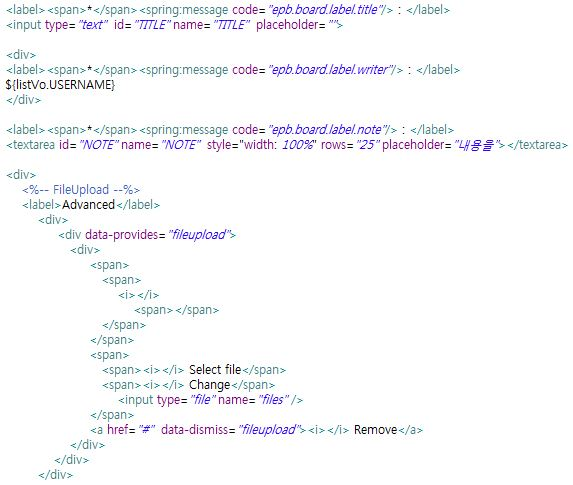 <label><span>*</span><spring:message code="epb.board.label.title"/> : </label>
<input type="text" id="TITLE" name="TITLE" placeholder="">
<div>
<label><span>*</span><spring:message code="epb.board.label.writer"/> : </label>
${listVo.USERNAME}
</div>
<label><span>*</span><spring:message code="epb.board.label.note"/> : </label>
<textarea id="NOTE" name="NOTE" style="width: 100%" rows="25" placeholder="내용을"></textarea>
<div>
<%-- FileUpload --%>
<label>Advanced</label>
<div>
<div data-provides="fileupload">
<div>
<span>
<span>
<i></i>
<span></span>
</span>
</span>
<span>
<span><i></i> Select file</span>
<span><i></i> Change</span>
<input type="file" name="files" />
</span>
<a href="#" data-dismiss="fileupload"><i></i> Remove</a>
</div>
</div>
</div>